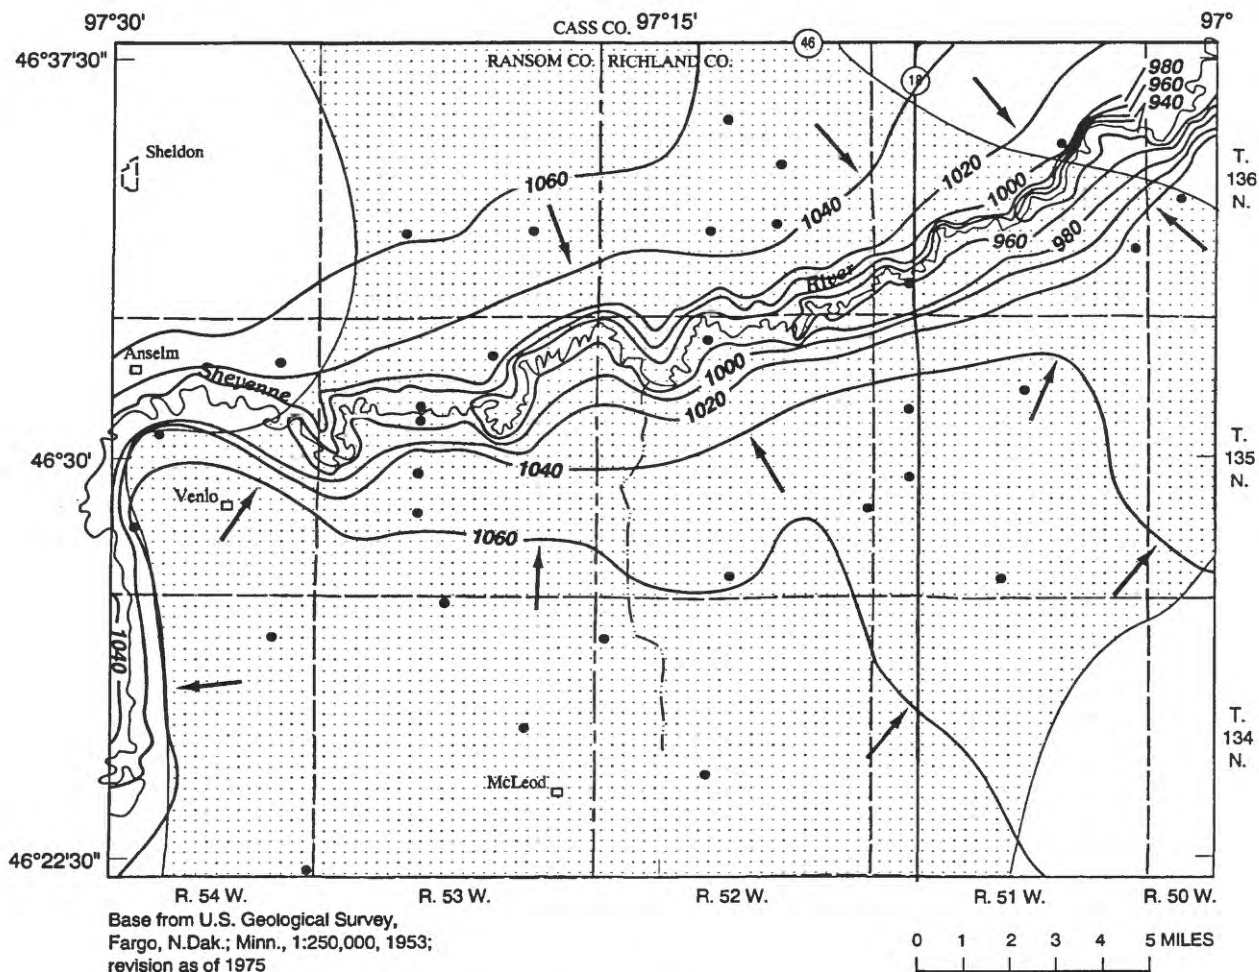 97°30'
97°15'
97°
CASS CO.
46
46°37'30"
RANSOM CO.
RICHLAND CO.
18
980
960
940
Sheldon
T.
136
N.
1060
1020
1040
1000
960
980
River
Anselm
Sheyenne
1000
1020
46°30'
1040
T.
135
N.
Venlo
1060
1040
T.
134
N.
McLeod
46°22'30"
R. 54 W.
R. 53 W.
R. 52 W.
R. 51 W.
R. 50 W.
Base from U.S. Geological Survey,
Fargo, N.Dak.; Minn., 1:250,000, 1953;
revision as of 1975
0 1 2 3 4 5 MILES